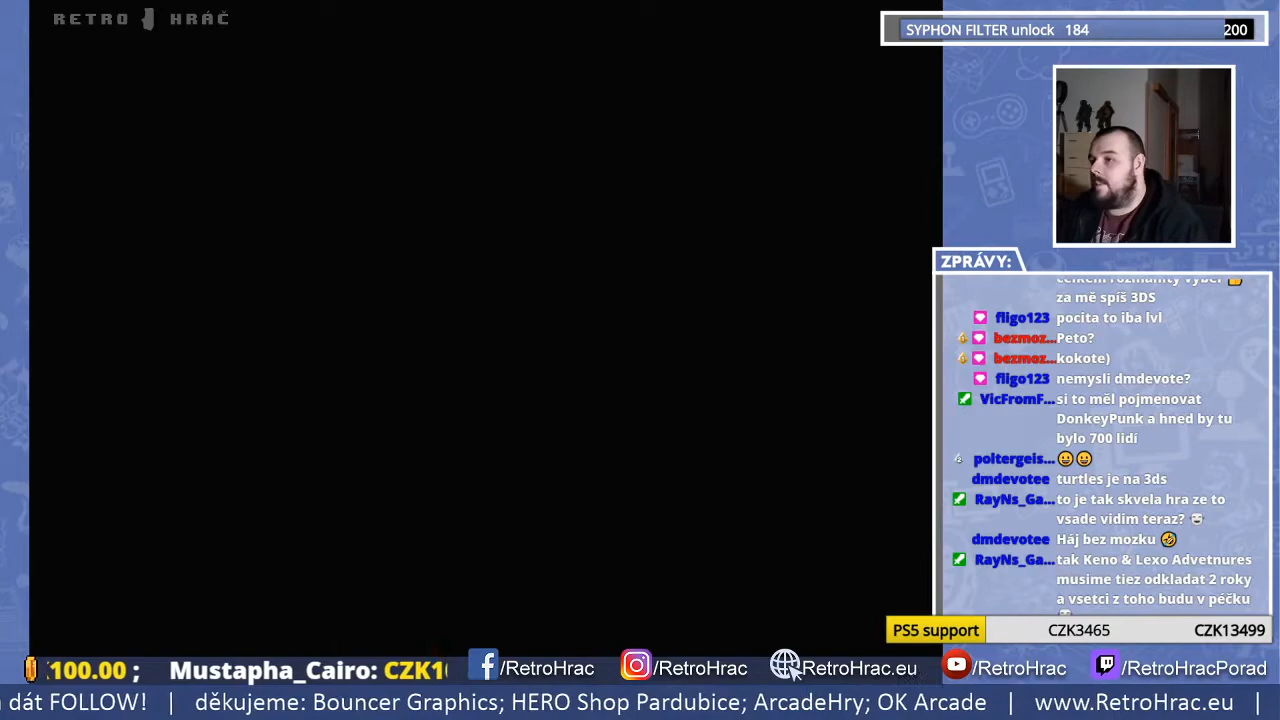 RETRO HRÁČ
SYPHON FILTER unlock 184 200
ZPRÁVY:
celkem rozmanitý výběr
za mě spíš 3DS
fligo123 pocita to iba lvl
bezmoz... Peto?
bezmoz... kokote)
fligo123 nemysli dmdevote?
VicFromF... si to měl pojmenovat
DonkeyPunk a hned by tu
bylo 700 lidí
poltergeis...
dmdevotee turtles je na 3ds
RayNs_Ga... to je tak skvela hra ze to
vsade vidim teraz?
dmdevotee Háj bez mozku
RayNs_Ga... tak Keno & Lexo Advetnures
musime tiez odkladat 2 roky
a vsetci z toho budu v péčku
PS5 support CZK3465 CZK13499
100.00 ; Mustapha_Cairo: CZK1 /RetroHrac /RetroHrac RetroHrac.eu /RetroHrac /RetroHracPorad
dát FOLLOW! | děkujeme: Bouncer Graphics; HERO Shop Pardubice; ArcadeHry; OK Arcade | www.RetroHrac.eu |